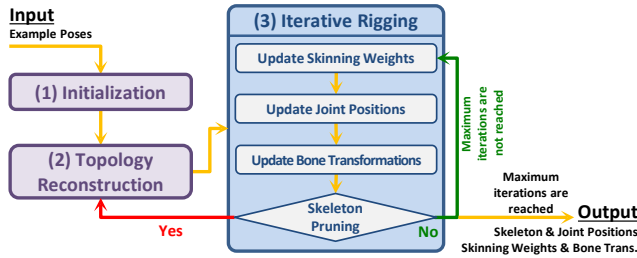 Input
Example Poses
(1) Initialization
(2) Topology
Reconstruction
(3) Iterative Rigging
Update Skinning Weights
Update Joint Positions
Update Bone Transformations
Skeleton
Pruning
Yes
No
Maximum
iterations are
not reached
Maximum
iterations are
reached
Output
Skeleton & Joint Positions
Skinning Weights & Bone Trans.